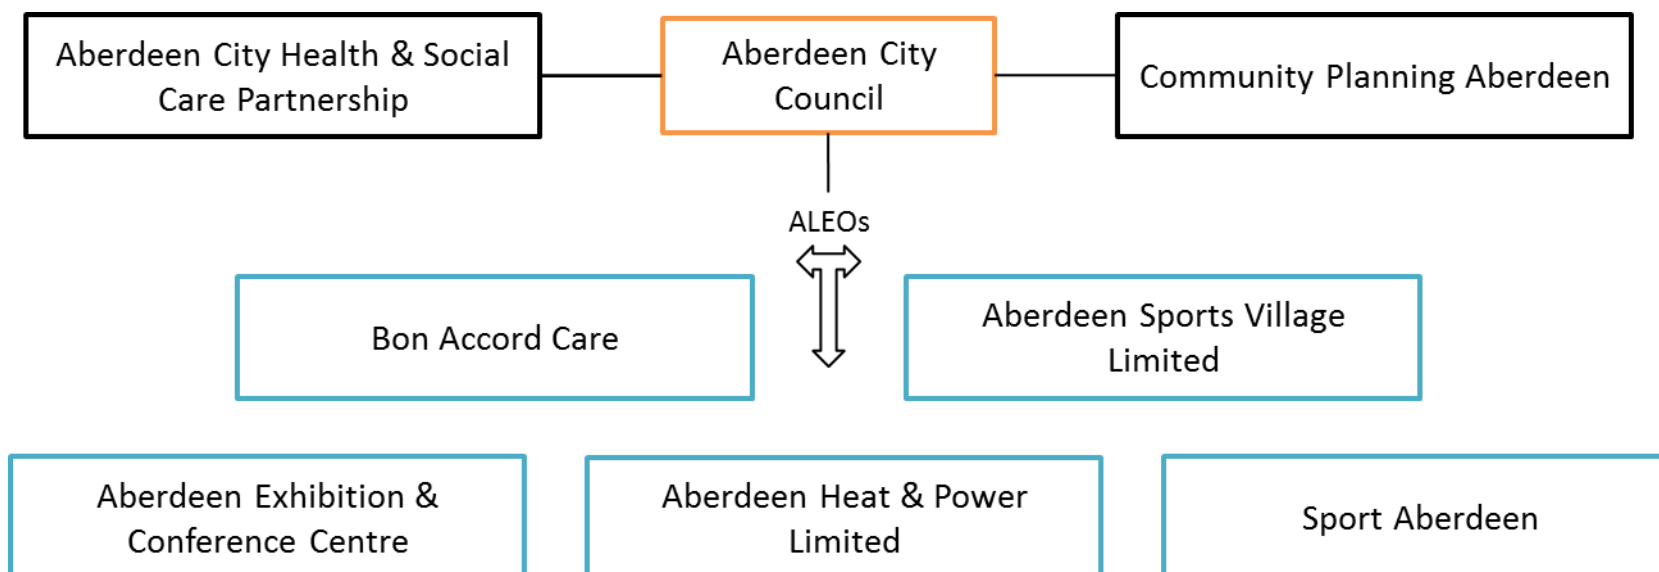 Aberdeen City Health & Social
Care Partnership
Aberdeen City
Council
Community Planning Aberdeen
ALEOs
Bon Accord Care
Aberdeen Sports Village
Limited
Aberdeen Exhibition &
Conference Centre
Aberdeen Heat & Power
Limited
Sport Aberdeen